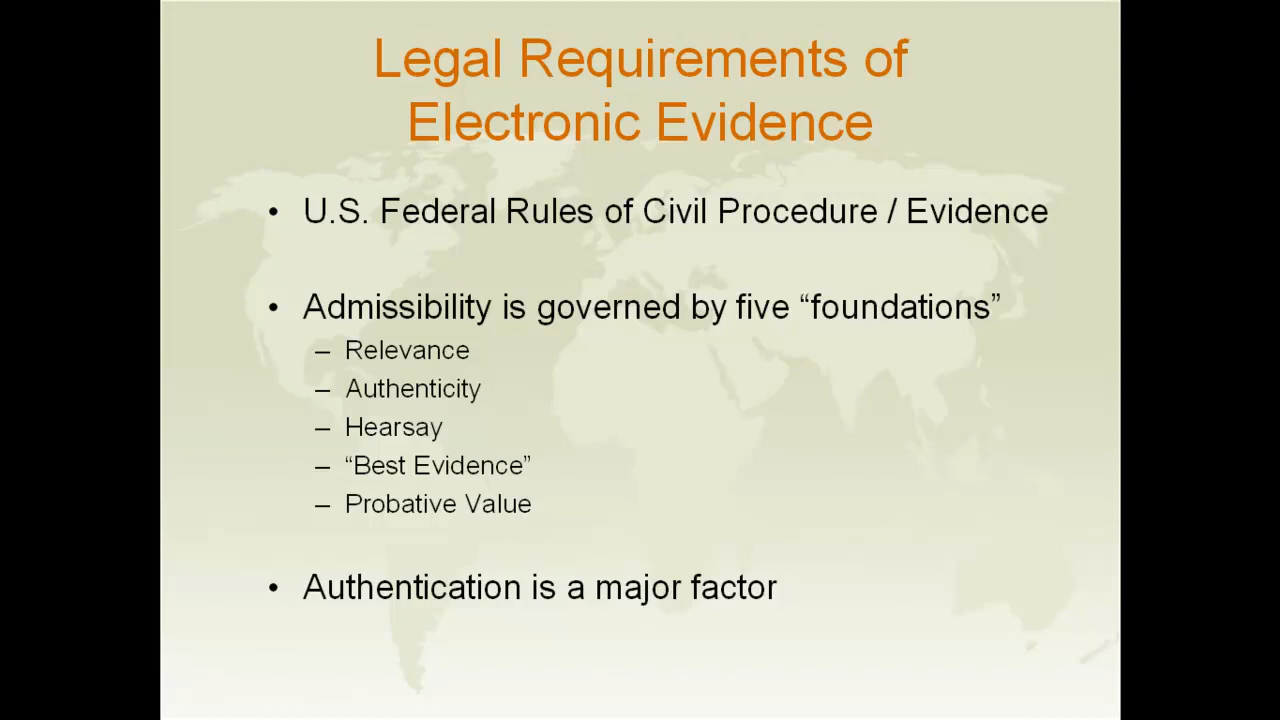 Legal Requirements of
Electronic Evidence
• U.S. Federal Rules of Civil Procedure / Evidence
• Admissibility is governed by five “foundations”
– Relevance
– Authenticity
– Hearsay
– “Best Evidence”
– Probative Value
• Authentication is a major factor